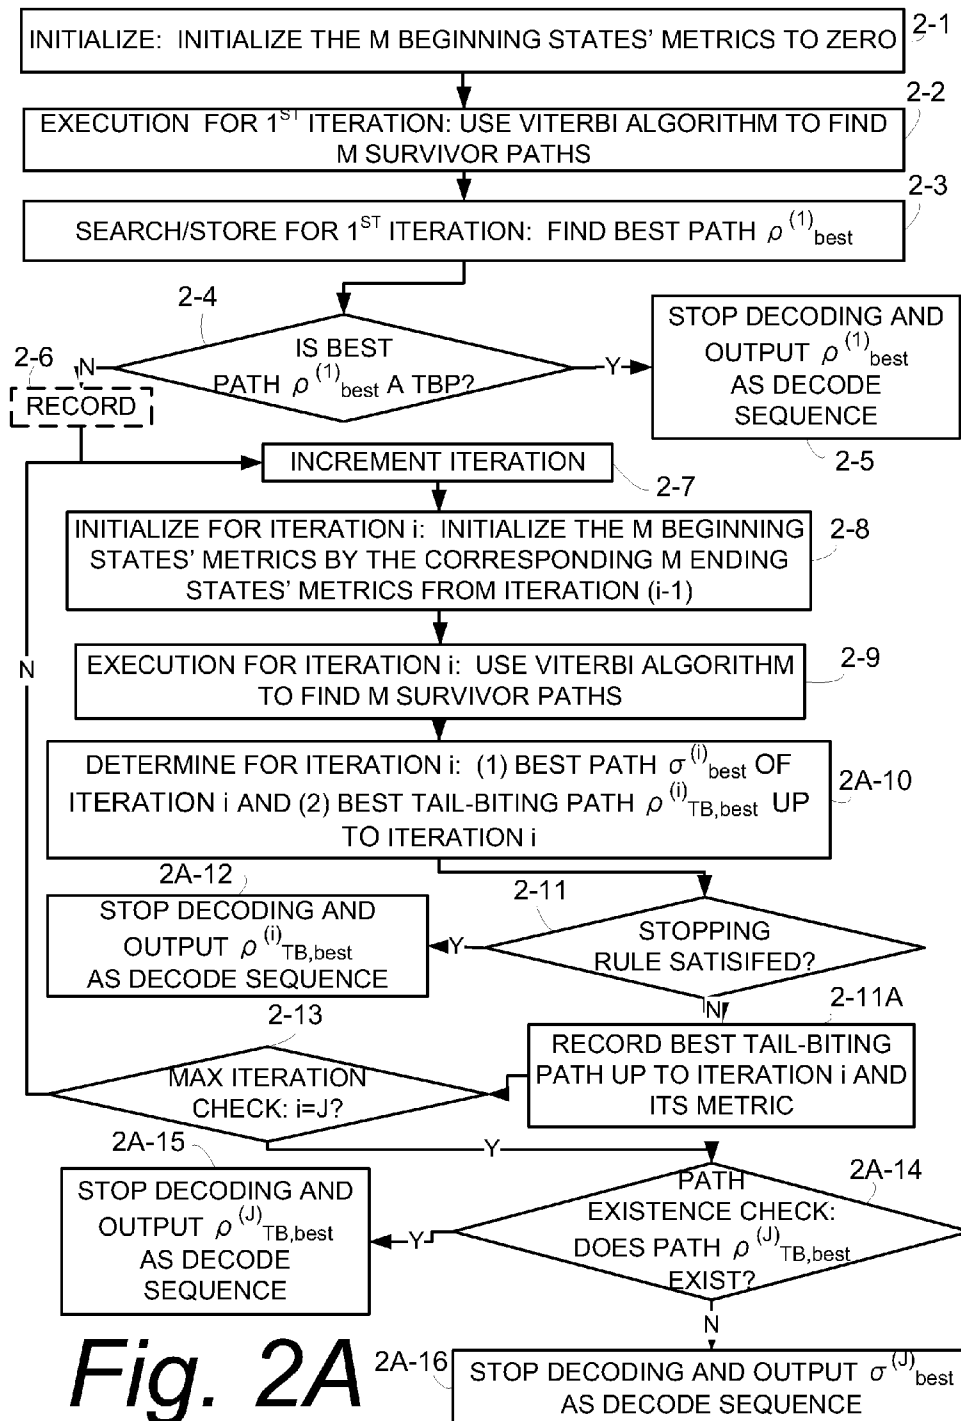 INITIALIZE: INITIALIZE THE M BEGINNING STATES' METRICS TO ZERO
2-1
2-2
EXECUTION FOR 1ST ITERATION: USE VITERBI ALGORITHM TO FIND
M SURVIVOR PATHS
2-3
SEARCH/STORE FOR 1ST ITERATION: FIND BEST PATH ρ(1)best
2-4
IS BEST
PATH ρ(1)best A TBP?
N
Y
2-6
RECORD
STOP DECODING AND
OUTPUT ρ(1)best
AS DECODE
SEQUENCE
2-5
INCREMENT ITERATION
2-7
INITIALIZE FOR ITERATION i: INITIALIZE THE M BEGINNING
STATES' METRICS BY THE CORRESPONDING M ENDING
STATES' METRICS FROM ITERATION (i-1)
2-8
N
EXECUTION FOR ITERATION i: USE VITERBI ALGORITHM
TO FIND M SURVIVOR PATHS
2-9
DETERMINE FOR ITERATION i: (1) BEST PATH σ(i)best OF
ITERATION i AND (2) BEST TAIL-BITING PATH ρ(i)TB,best UP
TO ITERATION i
2A-10
2A-12
STOP DECODING AND
OUTPUT ρ(i)TB,best
AS DECODE SEQUENCE
2-11
Y
STOPPING
RULE SATISIFED?
N
2-11A
RECORD BEST TAIL-BITING
PATH UP TO ITERATION i AND
ITS METRIC
2-13
MAX ITERATION
CHECK: i=J?
Y
2A-15
STOP DECODING AND
OUTPUT ρ(J)TB,best
AS DECODE
SEQUENCE
2A-14
Y
PATH
EXISTENCE CHECK:
DOES PATH ρ(J)TB,best
EXIST?
N
2A-16
STOP DECODING AND OUTPUT σ(J)best
AS DECODE SEQUENCE
Fig. 2A